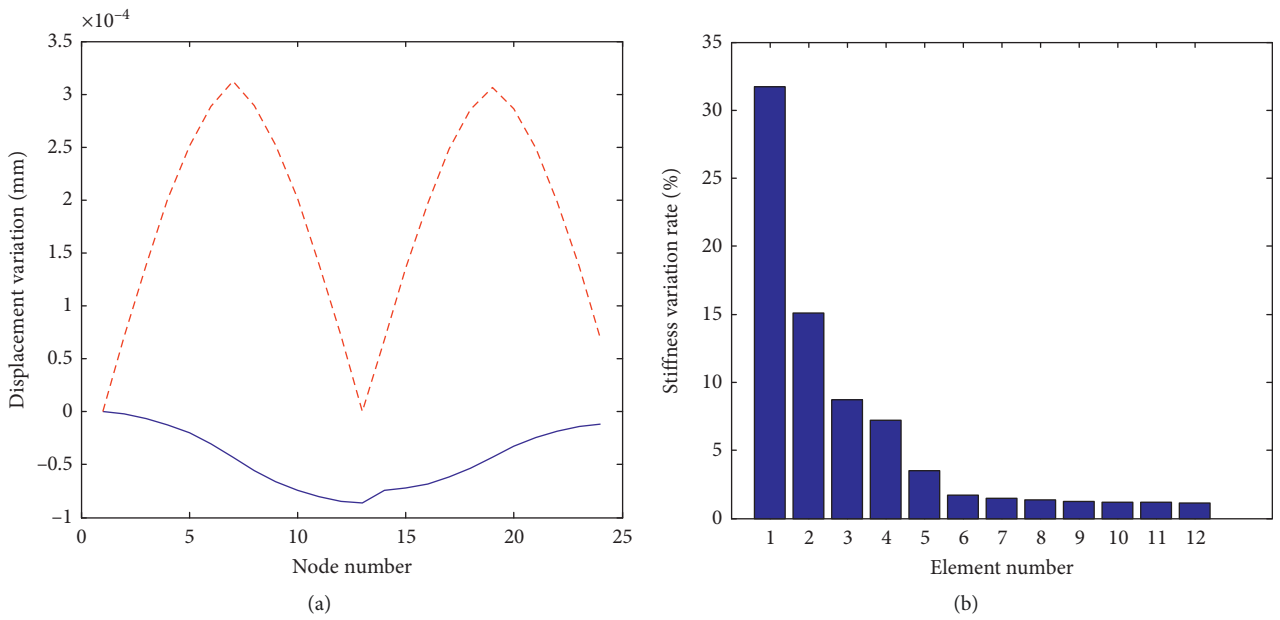 ×10⁻⁴
3.5
3
2.5
2
1.5
1
0.5
0
−0.5
−1
Displacement variation (mm)
0 5 10 15 20 25
Node number
(a)
35
30
25
20
15
10
5
0
Stiffness variation rate (%)
1 2 3 4 5 6 7 8 9 10 11 12
Element number
(b)